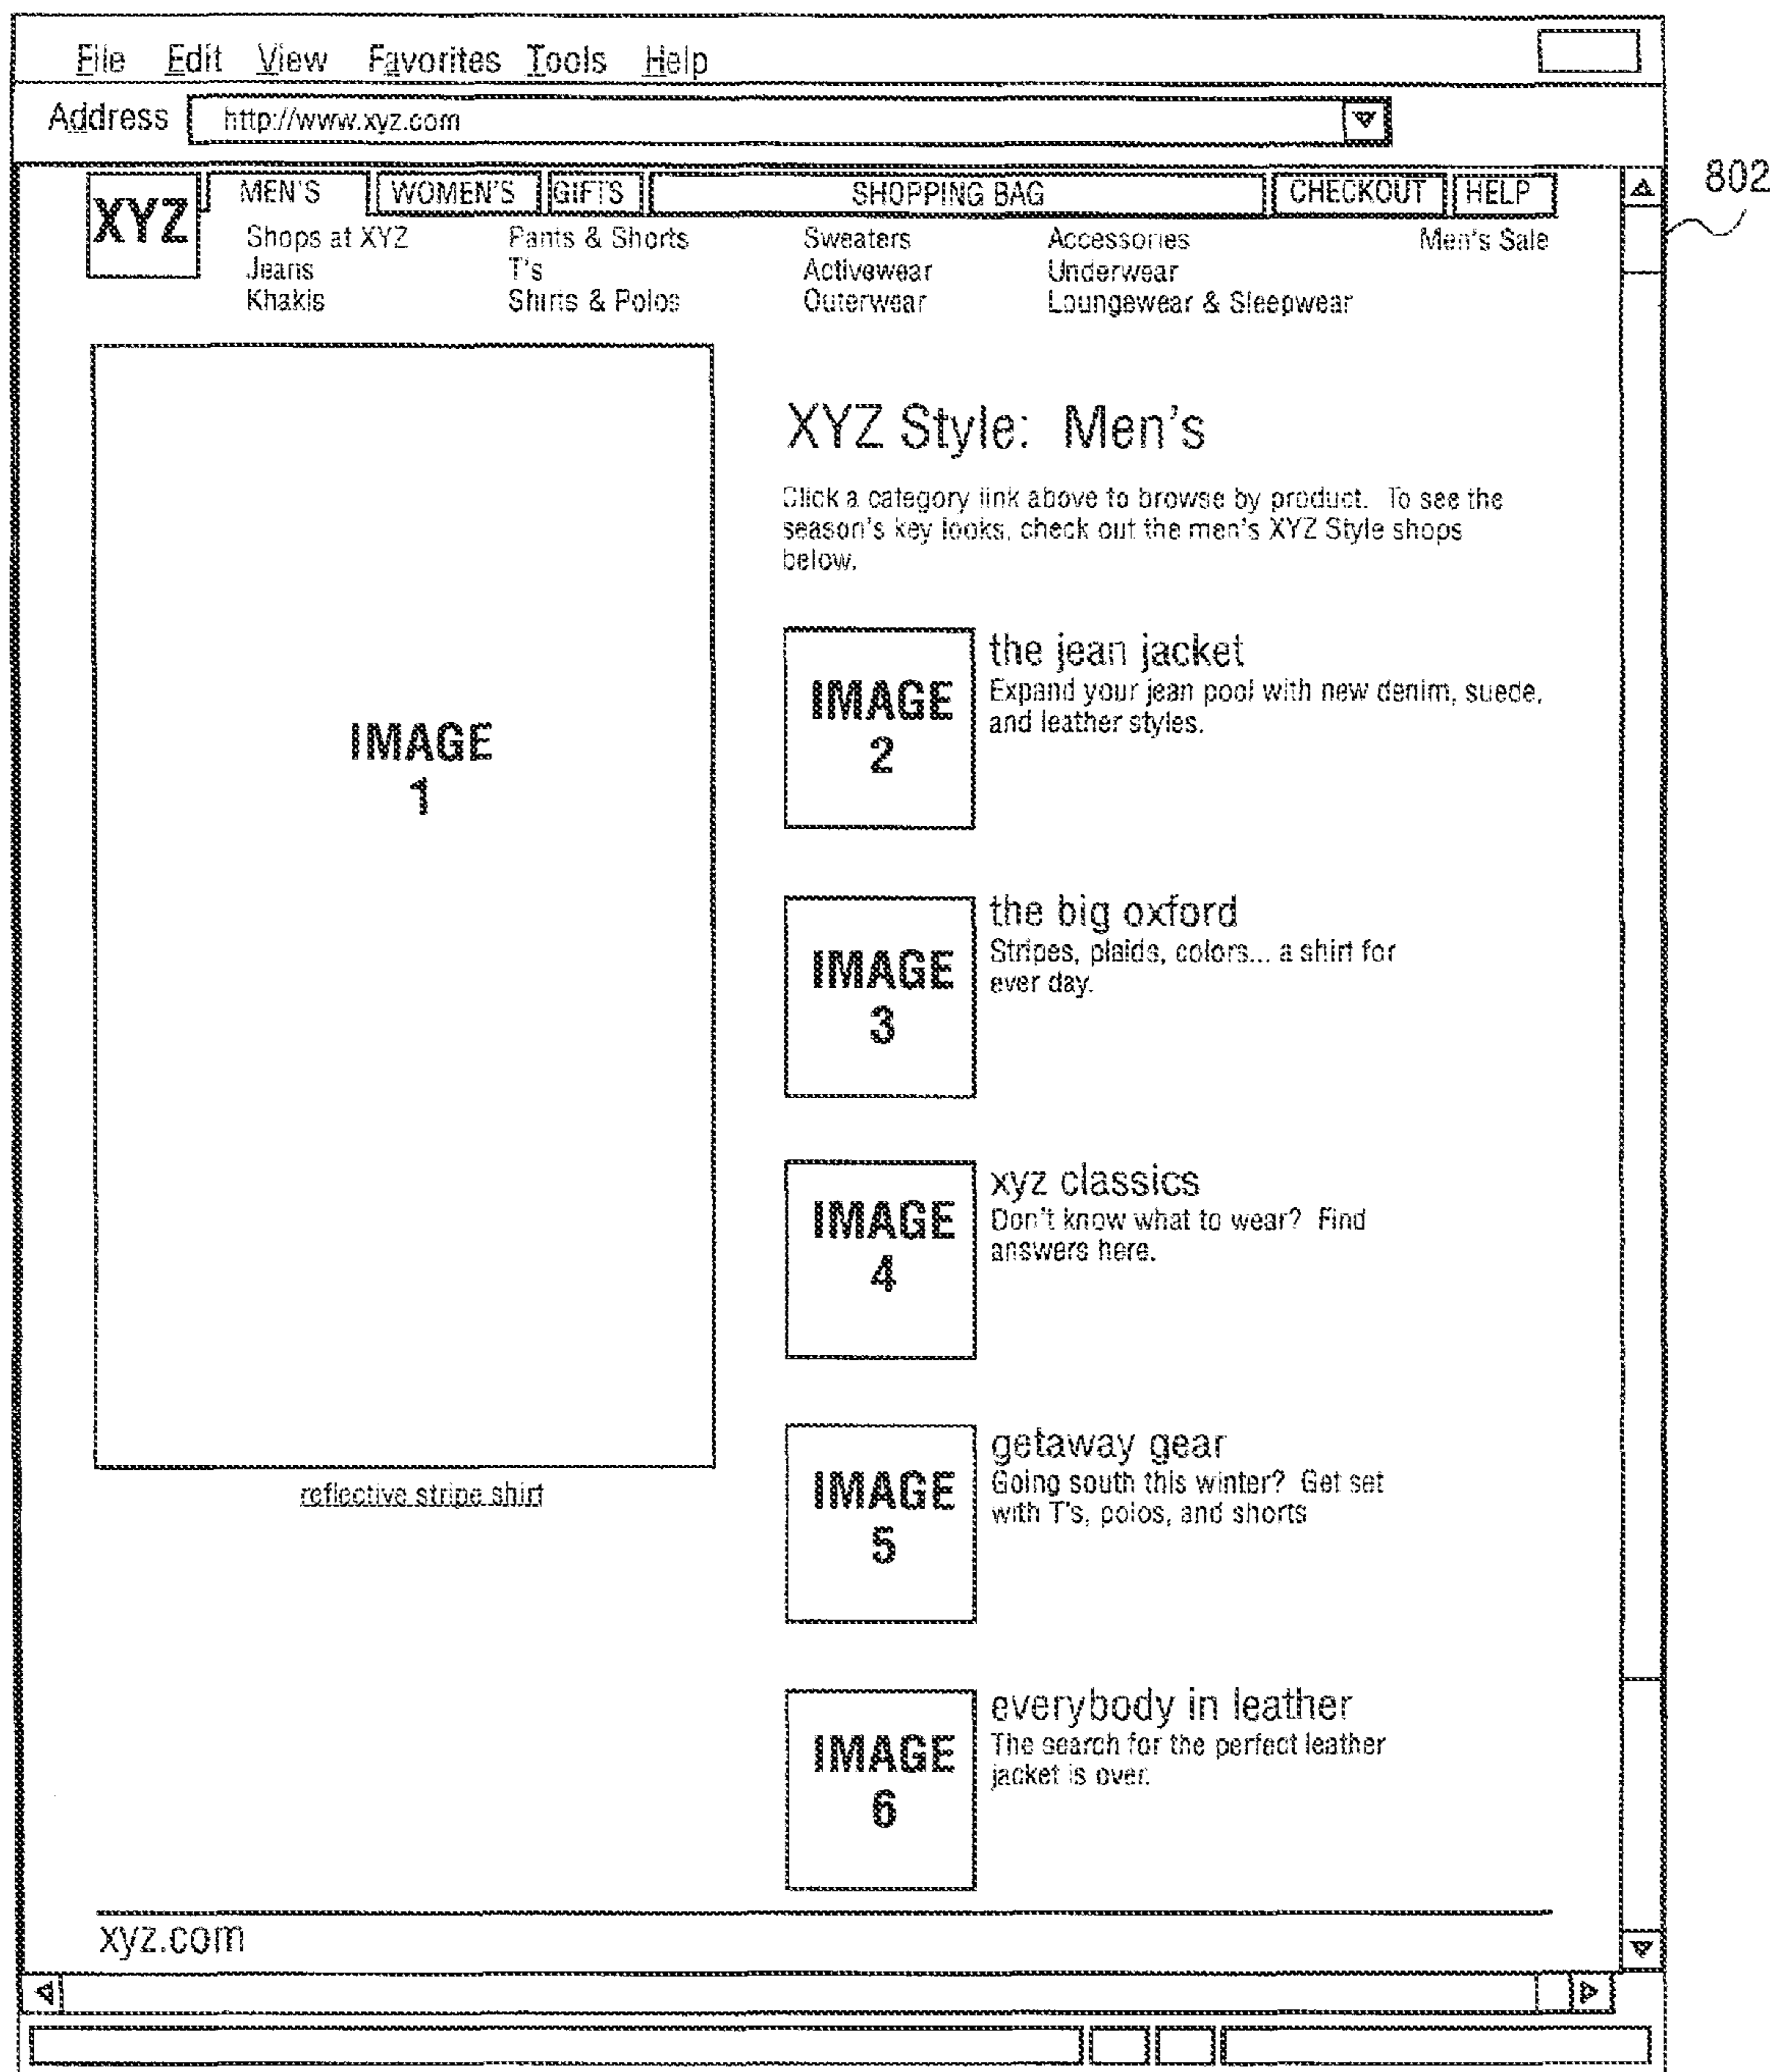 File Edit View Favorites Tools Help
Address http://www.xyz.com
802
XYZ MEN'S WOMEN'S GIFTS SHOPPING BAG CHECKOUT HELP
Shops at XYZ Pants & Shorts Sweaters Accessories Men's Sale
Jeans T's Activewear Underwear
Khakis Shirts & Polos Outerwear Loungewear & Sleepwear
XYZ Style: Men's
Click a category link above to browse by product. To see the
season's key looks, check out the men's XYZ Style shops
below.
IMAGE
1
reflective stripe shirt
IMAGE
2
the jean jacket
Expand your jean pool with new denim, suede,
and leather styles.
IMAGE
3
the big oxford
Stripes, plaids, colors... a shirt for
ever day.
IMAGE
4
xyz classics
Don't know what to wear? Find
answers here.
IMAGE
5
getaway gear
Going south this winter? Get set
with T's, polos, and shorts
IMAGE
6
everybody in leather
The search for the perfect leather
jacket is over.
xyz.com